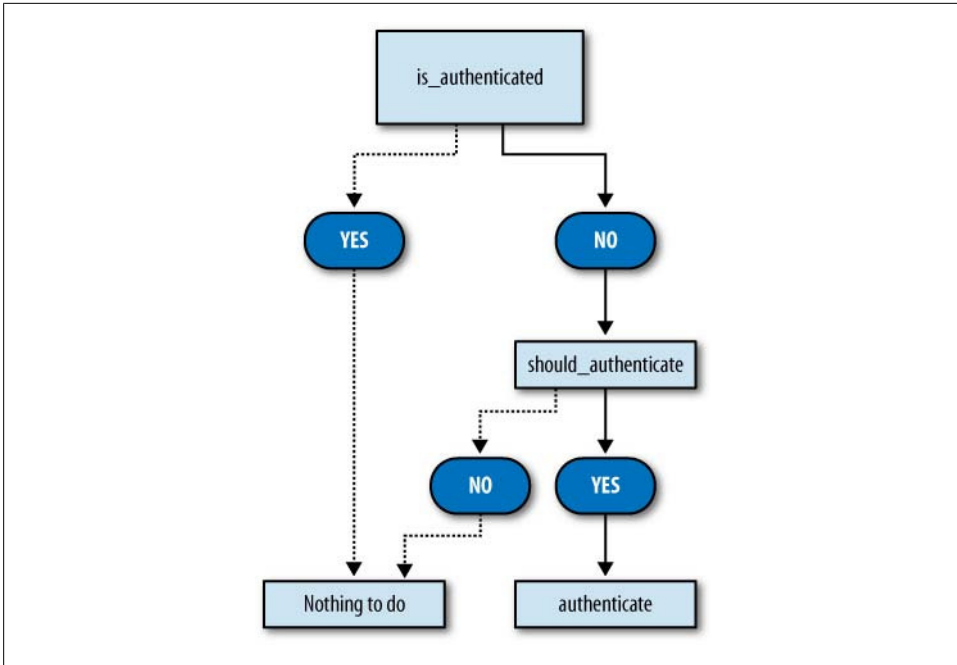 is_authenticated
YES
NO
should_authenticate
NO
YES
Nothing to do
authenticate